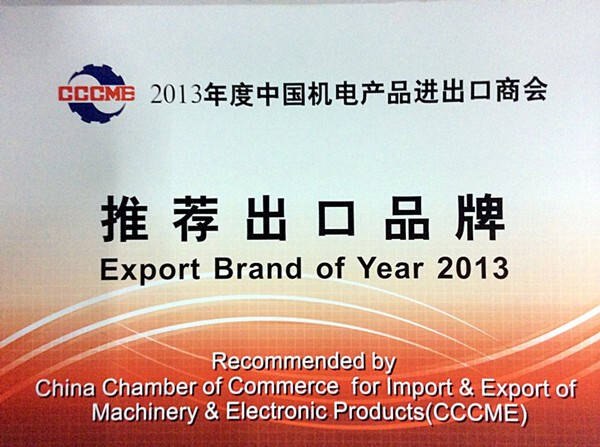 CCCME 2013年度中国机电产品进出口商会
推荐出口品牌
Export Brand of Year 2013
Recommended by
China Chamber of Commerce for Import & Export of
Machinery & Electronic Products(CCCME)